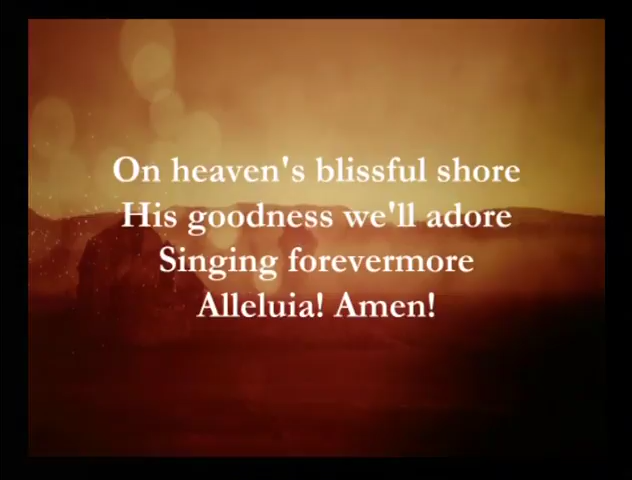 On heaven's blissful shore
His goodness we'll adore
Singing forevermore
Alleluia! Amen!